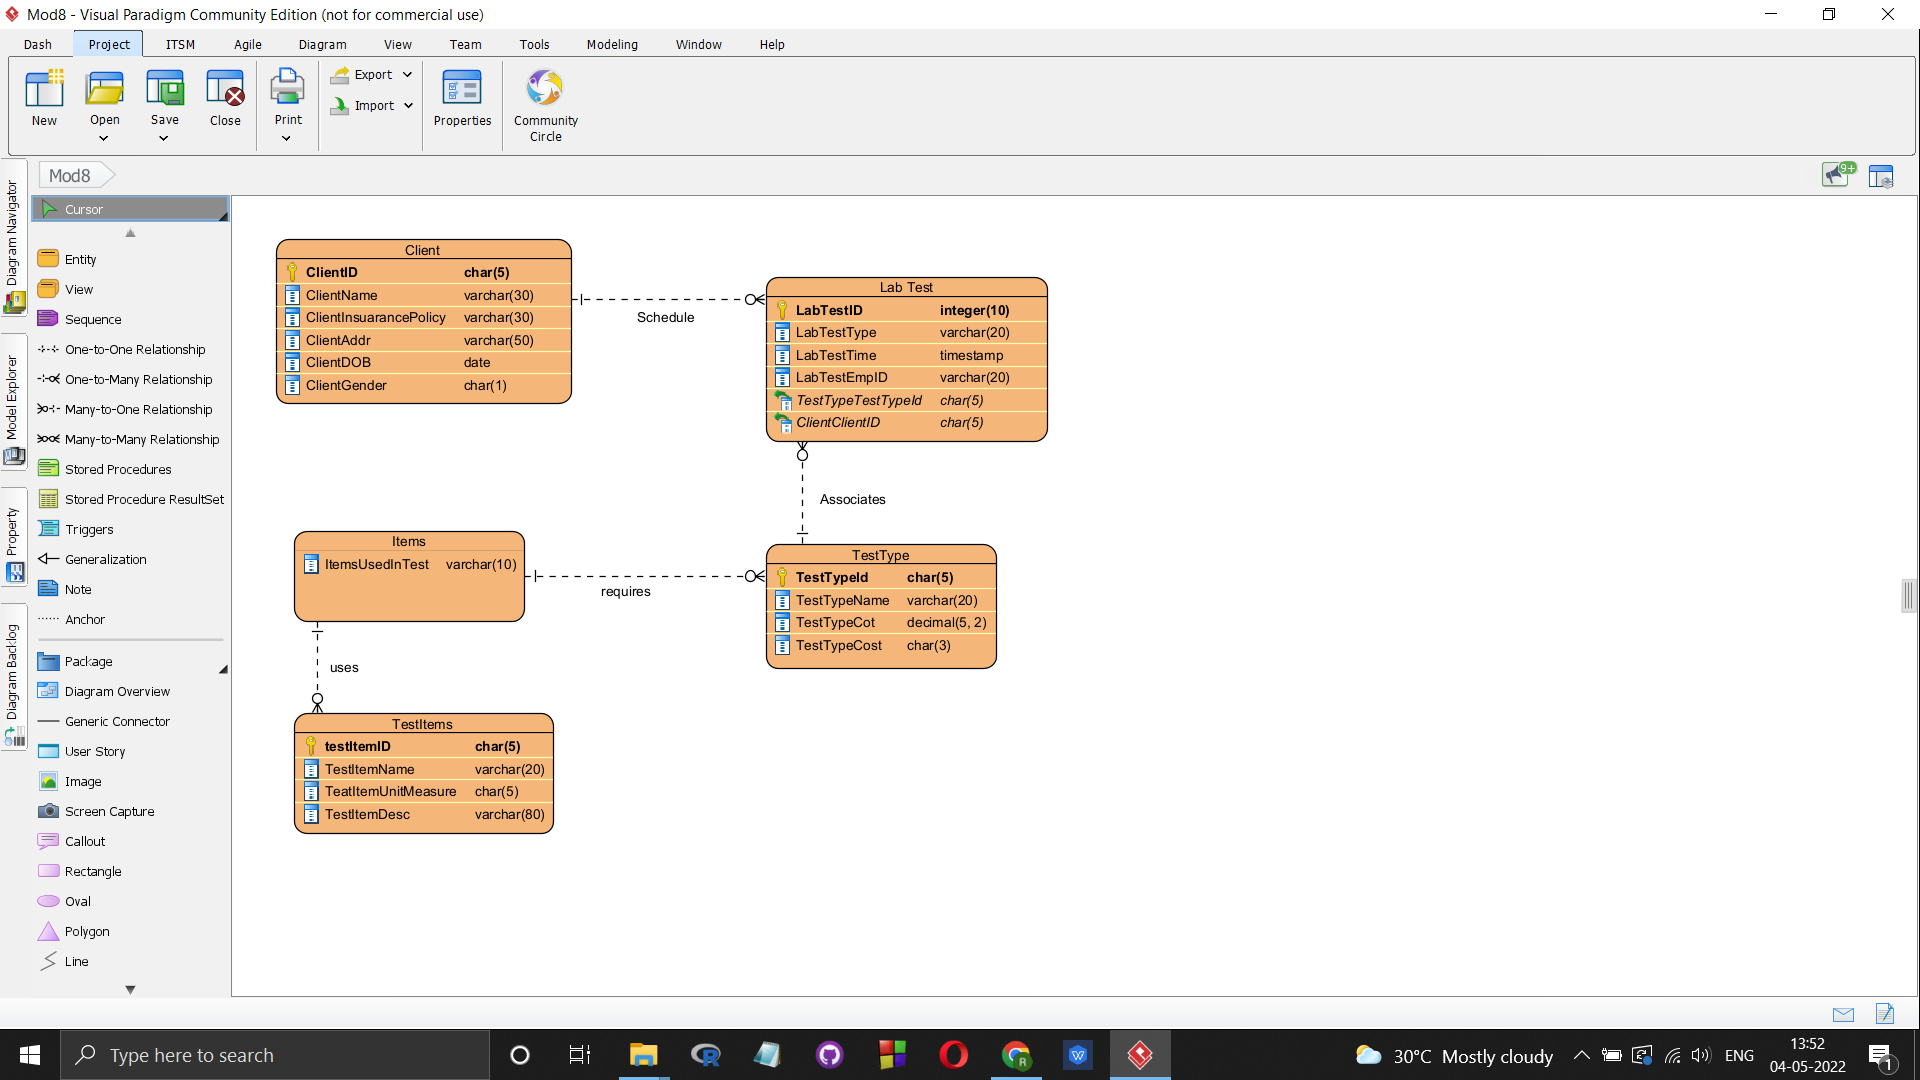 Mod8 - Visual Paradigm Community Edition (not for commercial use)
Dash Project ITSM Agile Diagram View Team Tools Modeling Window Help
New Open Save Close Print Export Import Properties Community Circle
Mod8
9+
Diagram Navigator
Model Explorer
Property
Diagram Backlog
Cursor
Entity
View
Sequence
One-to-One Relationship
One-to-Many Relationship
Many-to-One Relationship
Many-to-Many Relationship
Stored Procedures
Stored Procedure ResultSet
Triggers
Generalization
Note
Anchor
Package
Diagram Overview
Generic Connector
User Story
Image
Screen Capture
Callout
Rectangle
Oval
Polygon
Line
Client
ClientID char(5)
ClientName varchar(30)
ClientInsuarancePolicy varchar(30)
ClientAddr varchar(50)
ClientDOB date
ClientGender char(1)
Schedule
Lab Test
LabTestID integer(10)
LabTestType varchar(20)
LabTestTime timestamp
LabTestEmpID varchar(20)
TestTypeTestTypeId char(5)
ClientClientID char(5)
Associates
Items
ItemsUsedInTest varchar(10)
requires
TestType
TestTypeId char(5)
TestTypeName varchar(20)
TestTypeCot decimal(5, 2)
TestTypeCost char(3)
uses
TestItems
testItemID char(5)
TestItemName varchar(20)
TeatItemUnitMeasure char(5)
TestItemDesc varchar(80)
Type here to search
R
W
30°C Mostly cloudy
ENG
13:52
04-05-2022
1